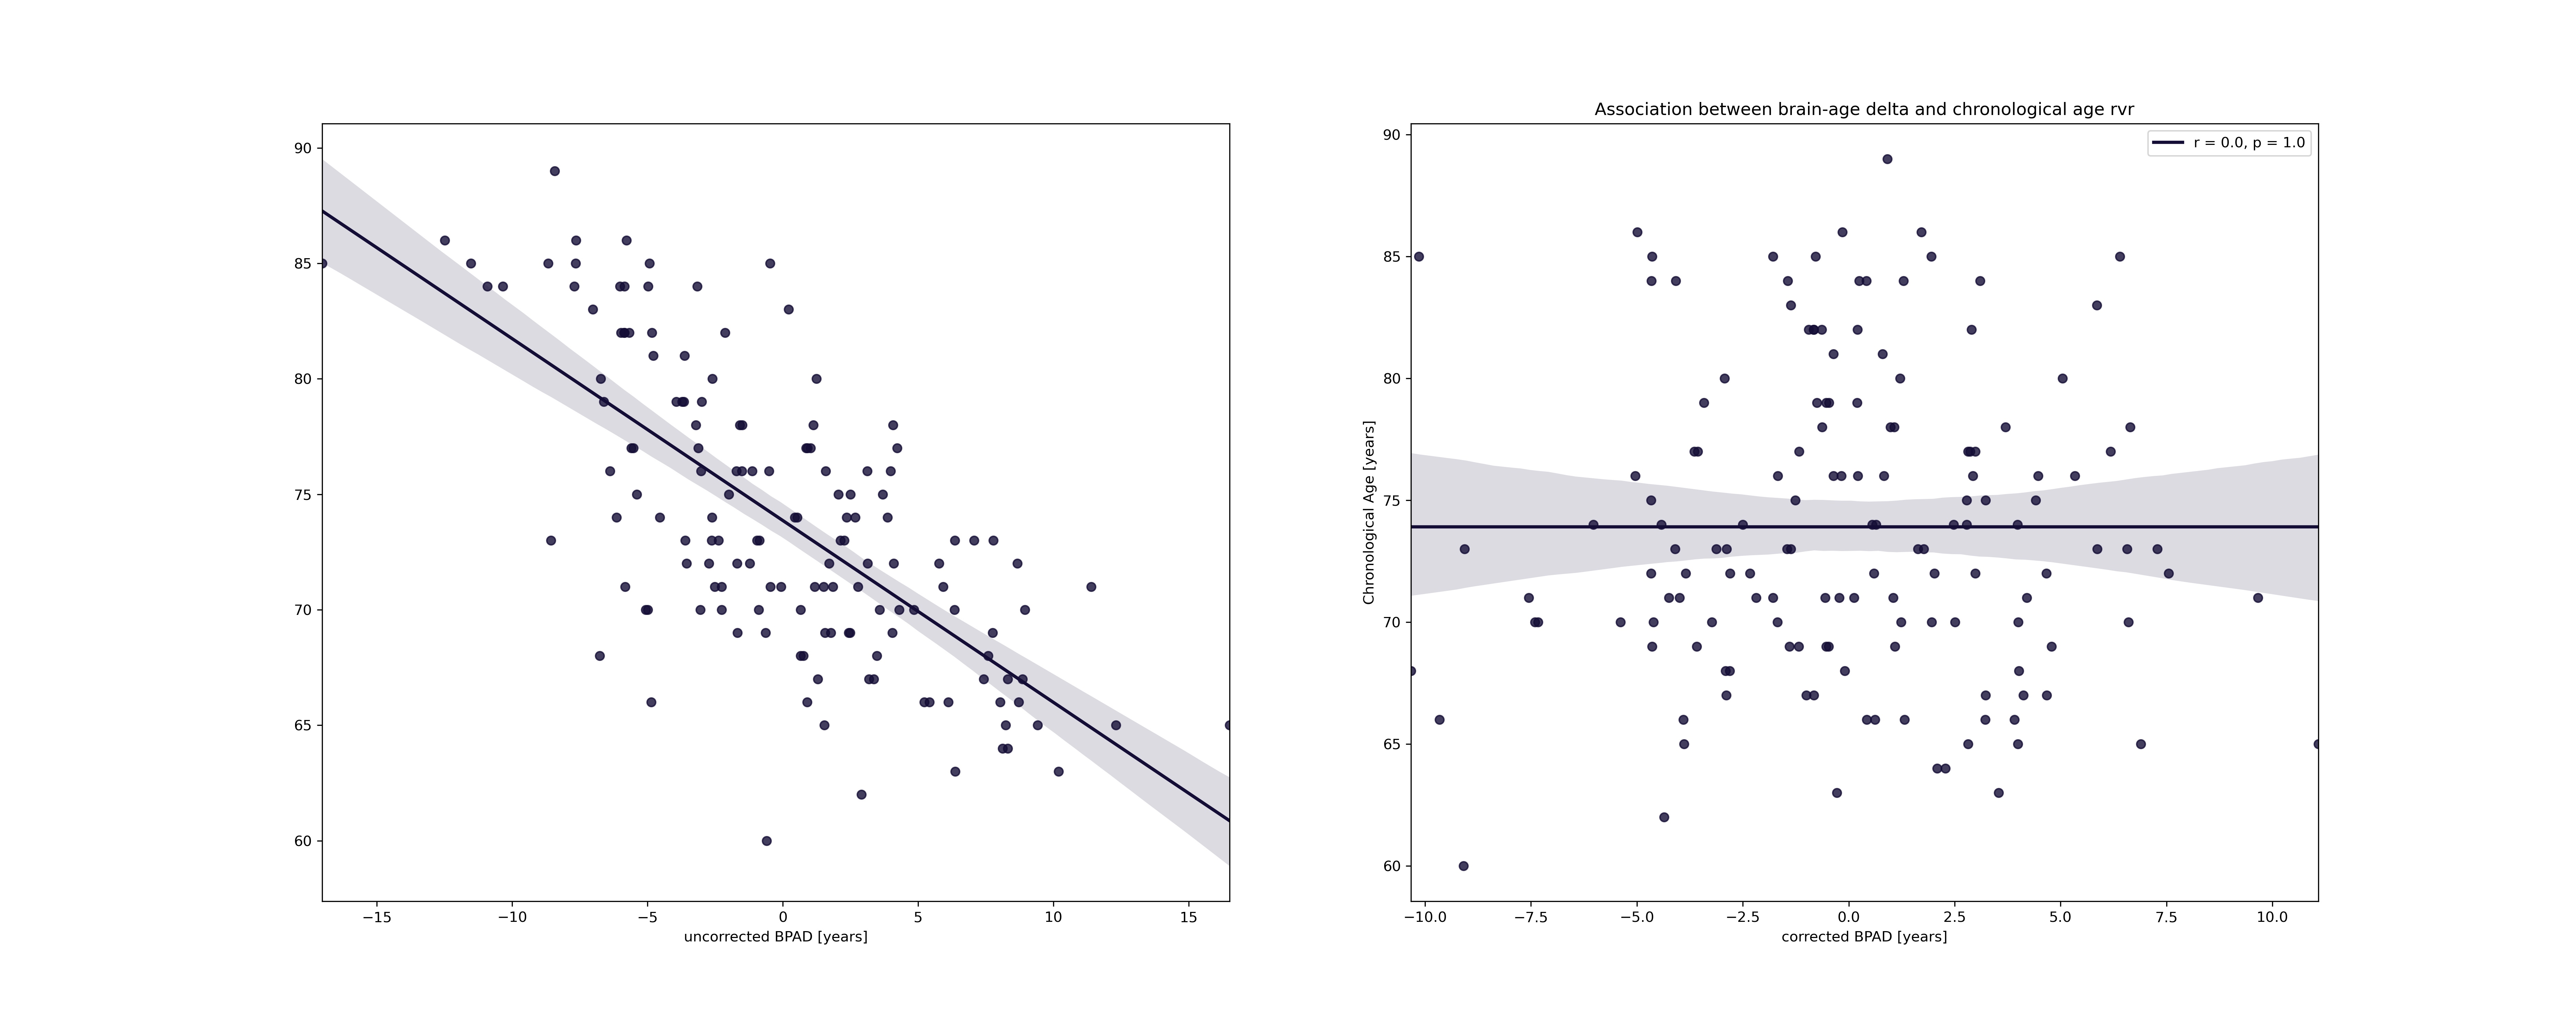 90
85
80
75
70
65
60
−15 −10 −5 0 5 10 15
uncorrected BPAD [years]
Association between brain-age delta and chronological age rvr
r = 0.0, p = 1.0
Chronological Age [years]
90
85
80
75
70
65
60
−10.0 −7.5 −5.0 −2.5 0.0 2.5 5.0 7.5 10.0
corrected BPAD [years]